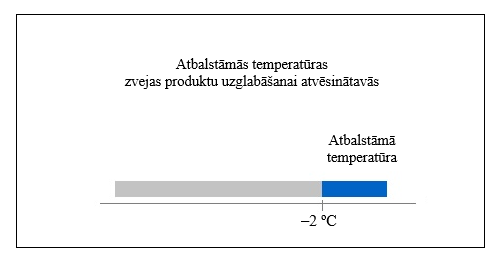 Atbalstāmās temperatūras
zvejas produktu uzglabāšanai atvēsinātavās
Atbalstāmā
temperatūra
–2 °C